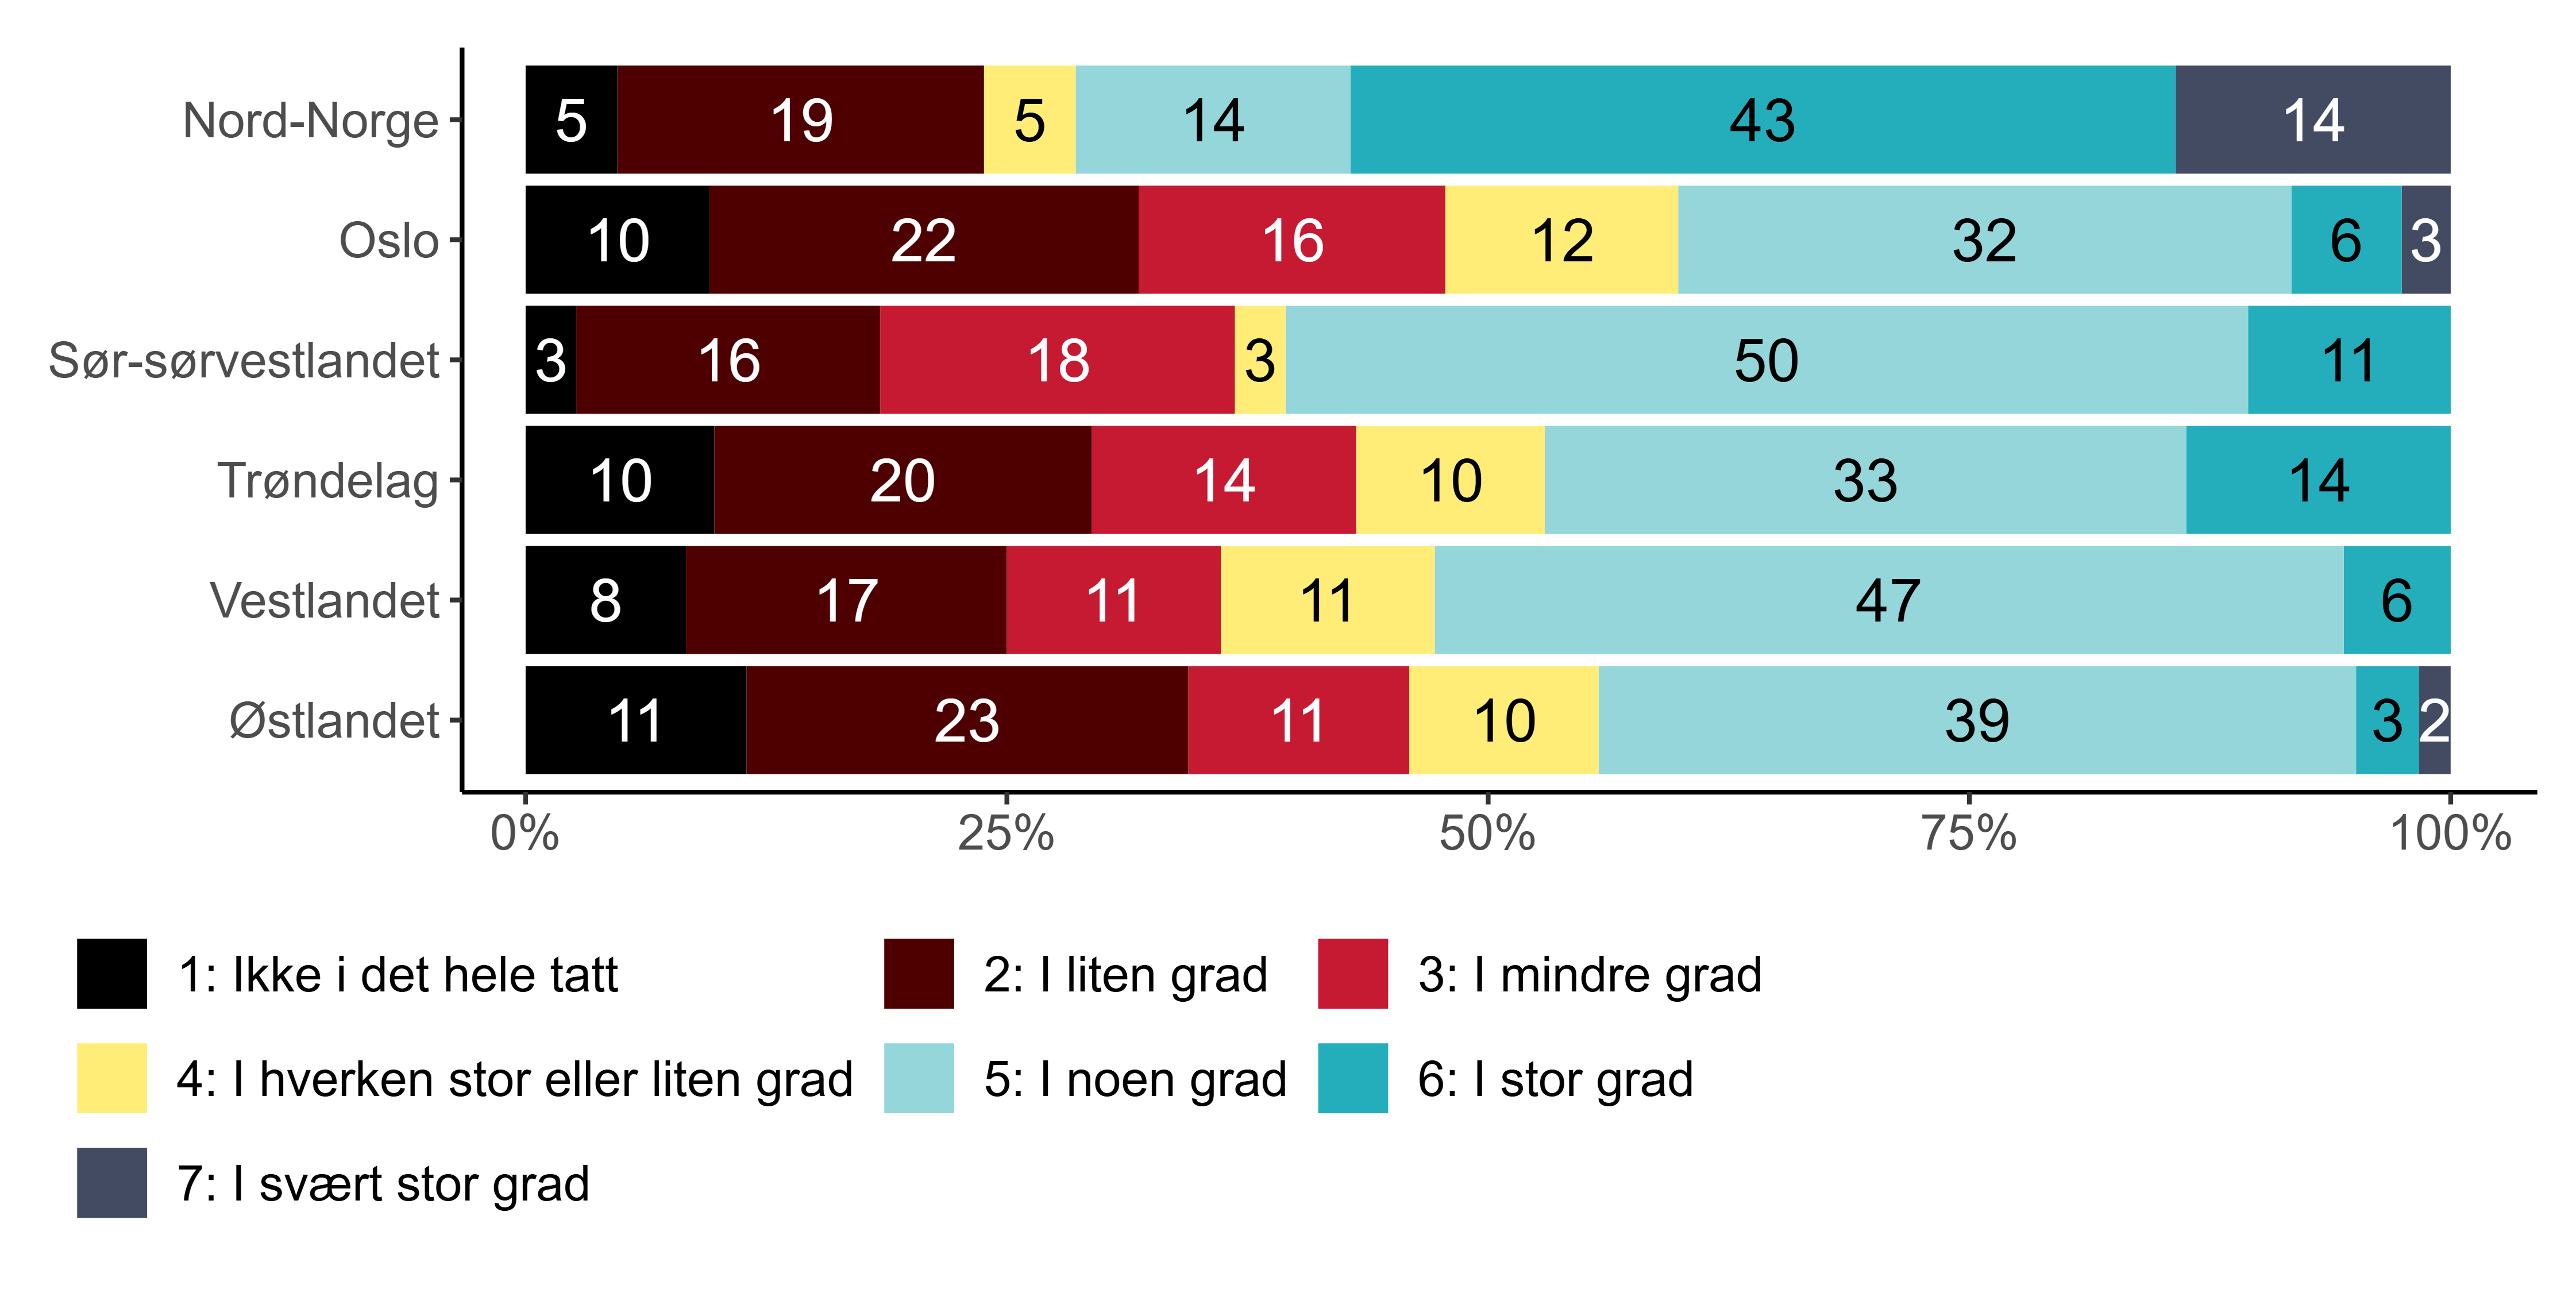 Nord-Norge 5 19 5 14 43 14
Oslo 10 22 16 12 32 6 3
Sør-sørvestlandet 3 16 18 3 50 11
Trøndelag 10 20 14 10 33 14
Vestlandet 8 17 11 11 47 6
Østlandet 11 23 11 10 39 3 2
0% 25% 50% 75% 100%
1: Ikke i det hele tatt 2: I liten grad 3: I mindre grad
4: I hverken stor eller liten grad 5: I noen grad 6: I stor grad
7: I svært stor grad